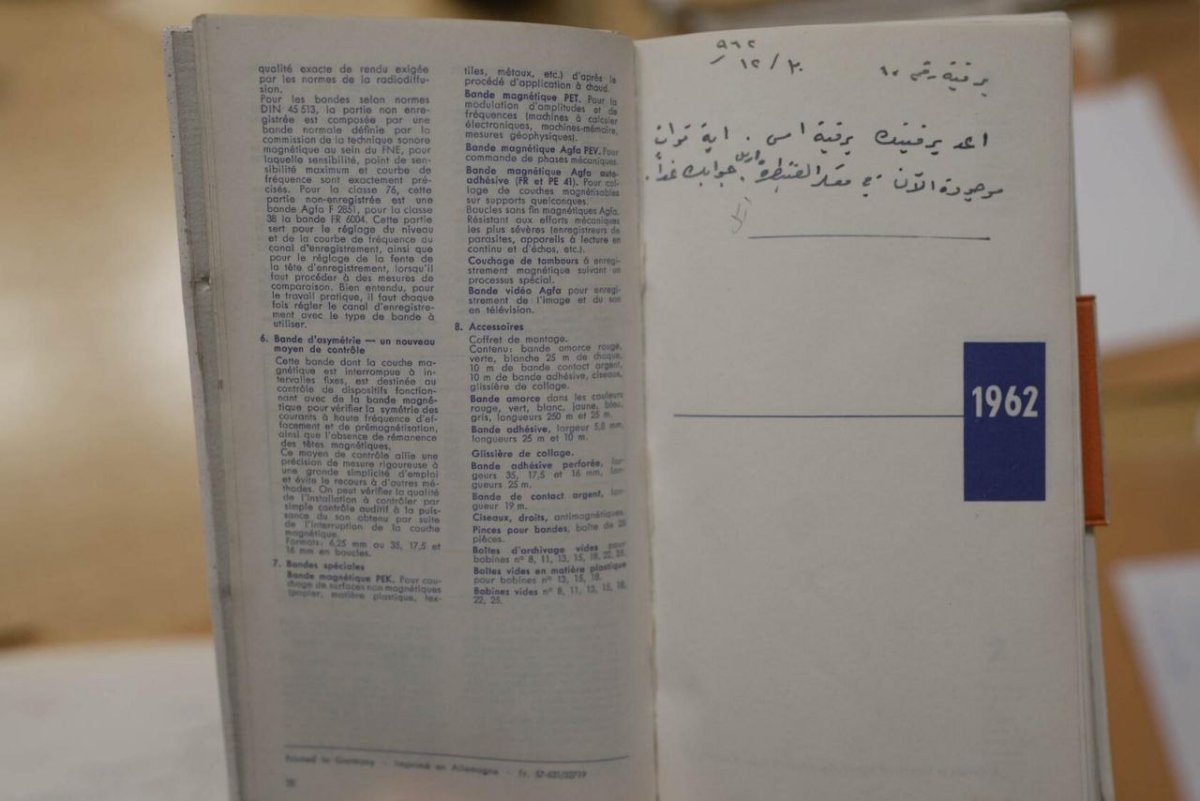 qualité exacte de rendu exigée
par les normes de la radiodiffu-
sion.
Pour les bandes selon normes
DIN 45 513, la partie non enre-
gistrée est composée par une
bande normale définie par la
commission de la technique sonore
magnétique au sein du FNE, pour
laquelle sensibilité, point de sen-
sibilité maximum et courbe de
fréquence sont exactement pré-
cisés. Pour la classe 76, cette
partie non-enregistrée est une
bande Agfa F 2851, pour la classe
38 la bande FR 6004. Cette partie
sert pour le réglage du niveau
et de la courbe de fréquence du
canal d'enregistrement, ainsi que
pour le réglage de la fente de
la tête d'enregistrement, lorsqu'il
faut procéder à des mesures de
comparaison. Bien entendu, pour
le travail pratique, il faut chaque
fois régler le canal d'enregistre-
ment avec le type de bande à
utiliser.
6. Bande d'asymétrie — un nouveau
moyen de contrôle
Cette bande dont la couche ma-
gnétique est interrompue à in-
tervalles fixes, est destinée au
contrôle de dispositifs fonction-
nant avec de la bande magné-
tique pour vérifier la symétrie des
courants à haute fréquence d'ef-
facement et de prémagnétisation,
ainsi que l'absence de rémanence
des têtes magnétiques.
Ce moyen de contrôle allie une
précision de mesure rigoureuse à
une grande simplicité d'emploi
et évite le recours à d'autres mé-
thodes. On peut vérifier la qualité
de l'installation à contrôler par
simple contrôle auditif à la puis-
sance du son obtenu par suite
de l'interruption de la couche
magnétique.
Formats: 6,25 mm ou 35, 17,5 et
16 mm en boucles.
7. Bandes spéciales
Bande magnétique PEK. Pour cou-
chage de surfaces non magnétiques
(papier, matière plastique, tex-
tiles, métaux, etc.) d'après le
procédé d'application à chaud.
Bande magnétique PET. Pour la
modulation d'amplitudes et de
fréquences (machines à calculer
électroniques, machines-mémoire,
mesures géophysiques).
Bande magnétique Agfa PEV. Pour
commande de phases mécaniques.
Bande magnétique Agfa auto-
adhésive (FR et PE 41). Pour col-
lage de couches magnétisables
sur supports quelconques.
Boucles sans fin magnétiques Agfa.
Résistant aux efforts mécaniques
les plus sévères (enregistreurs de
parasites, appareils à lecture en
continu et d'échos, etc.).
Couchage de tambours à enregi-
strement magnétique suivant un
processus spécial.
Bande vidéo Agfa pour enregi-
strement de l'image et du son
en télévision.
8. Accessoires
Coffret de montage.
Contenu: bande amorce rouge,
verte, blanche 25 m de chaque,
10 m de bande contact argent,
10 m de bande adhésive, ciseaux,
glissière de collage.
Bande amorce dans les couleurs
rouge, vert, blanc, jaune, bleu,
gris, longueurs 250 m et 25 m.
Bande adhésive, largeur 5,8 mm,
longueurs 25 m et 10 m.
Glissière de collage.
Bande adhésive perforée, lar-
geurs 35, 17,5 et 16 mm, lon-
gueurs 25 m.
Bande de contact argent, lon-
gueur 19 m.
Ciseaux, droits, antimagnétiques.
Pinces pour bandes, boîte de 25
pièces.
Boîtes d'archivage vides pour
bobines n° 8, 11, 13, 15, 18, 22, 25.
Boîtes vides en matière plastique
pour bobines n° 13, 15, 18.
Bobines vides n° 8, 11, 13, 15, 18,
22, 25.
Printed in Germany - Imprimé en Allemagne - Fr.
برقية رقم ٨٠ ٣٠ / ١٢ / ٩٦٢
اعد برقيتك برقية امس . اية قوات
موجودة الآن في القنيطرة. ارسل جوابك غداً.
1962